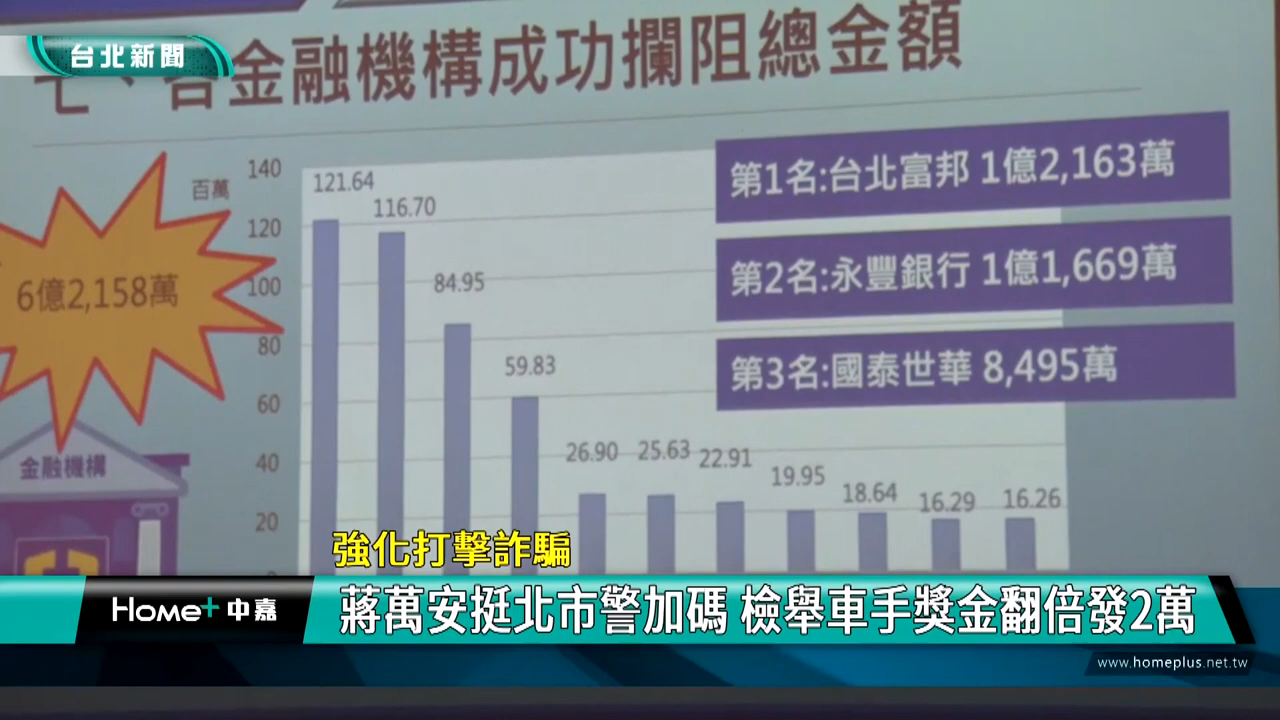 台北新聞
七、各金融機構成功攔阻總金額
百萬
140
120
100
80
60
40
20
121.64
116.70
84.95
59.83
26.90
25.63
22.91
19.95
18.64
16.29
16.26
第1名:台北富邦 1億2,163萬
第2名:永豐銀行 1億1,669萬
第3名:國泰世華 8,495萬
6億2,158萬
金融機構
強化打擊詐騙
Home+中嘉
蔣萬安挺北市警加碼 檢舉車手獎金翻倍發2萬
www.homeplus.net.tw